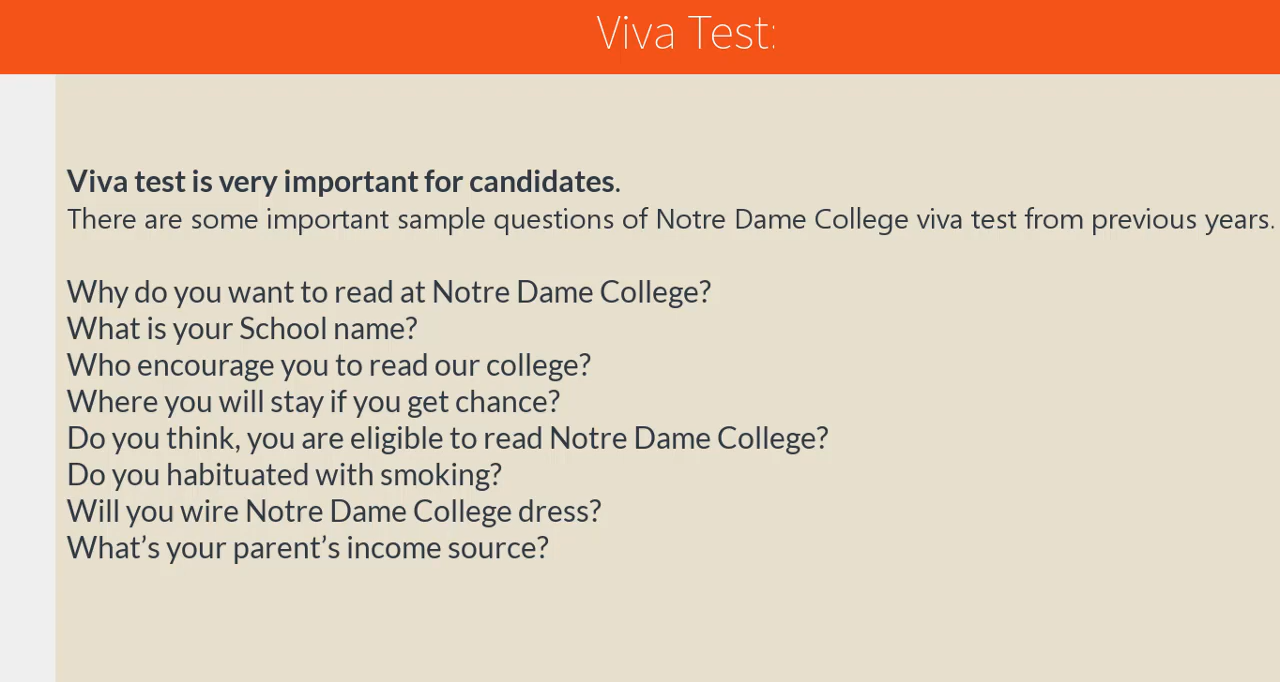 Viva Test:
Viva test is very important for candidates.
There are some important sample questions of Notre Dame College viva test from previous years.
Why do you want to read at Notre Dame College?
What is your School name?
Who encourage you to read our college?
Where you will stay if you get chance?
Do you think, you are eligible to read Notre Dame College?
Do you habituated with smoking?
Will you wire Notre Dame College dress?
What’s your parent’s income source?